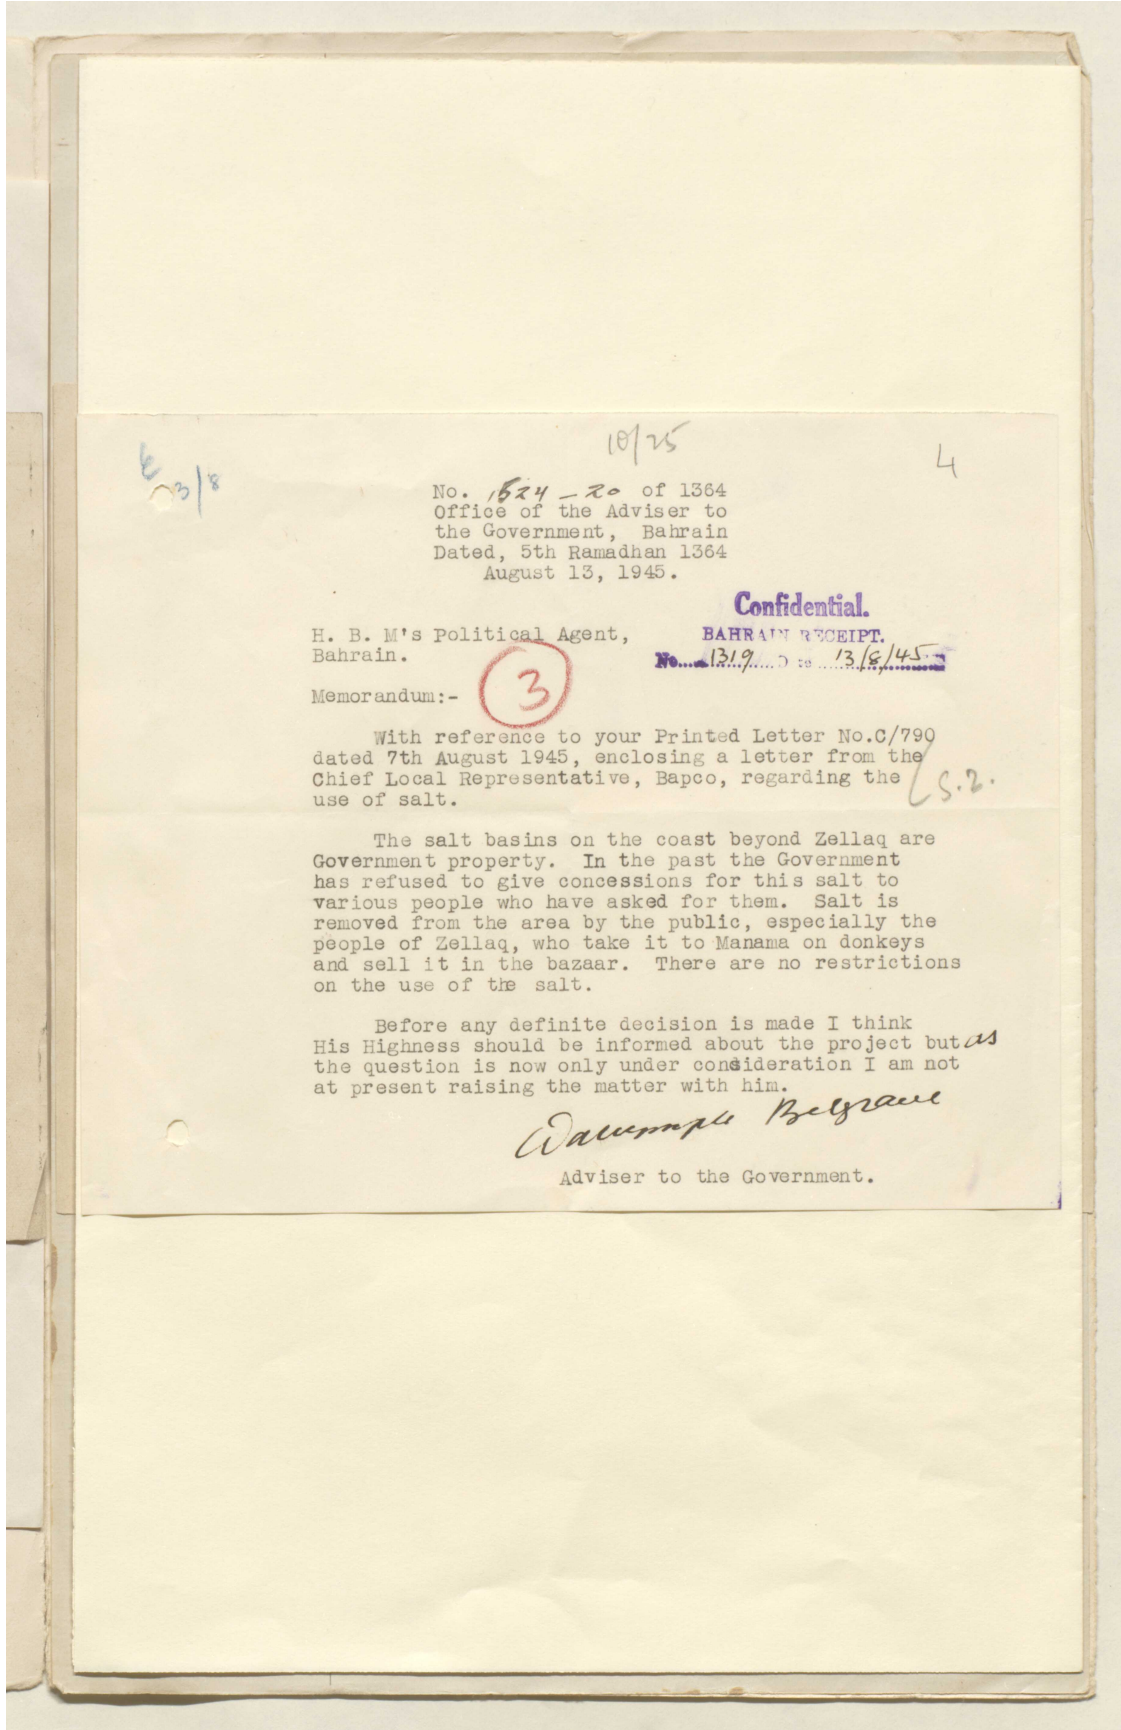 10/25
4
3/8
No. 1524-20 of 1364
Office of the Adviser to
the Government, Bahrain
Dated, 5th Ramadhan 1364
August 13, 1945.
Confidential.
H. B. M's Political Agent,
BAHRAIN RECEIPT.
Bahrain.
No. 1319 13/8/45
3
Memorandum:-
With reference to your Printed Letter No.C/790
dated 7th August 1945, enclosing a letter from the
Chief Local Representative, Bapco, regarding the
S.2.
use of salt.
The salt basins on the coast beyond Zellaq are
Government property. In the past the Government
has refused to give concessions for this salt to
various people who have asked for them. Salt is
removed from the area by the public, especially the
people of Zellaq, who take it to Manama on donkeys
and sell it in the bazaar. There are no restrictions
on the use of the salt.
Before any definite decision is made I think
His Highness should be informed about the project but as
the question is now only under consideration I am not
at present raising the matter with him.
CDalrymple Belgrave
Adviser to the Government.